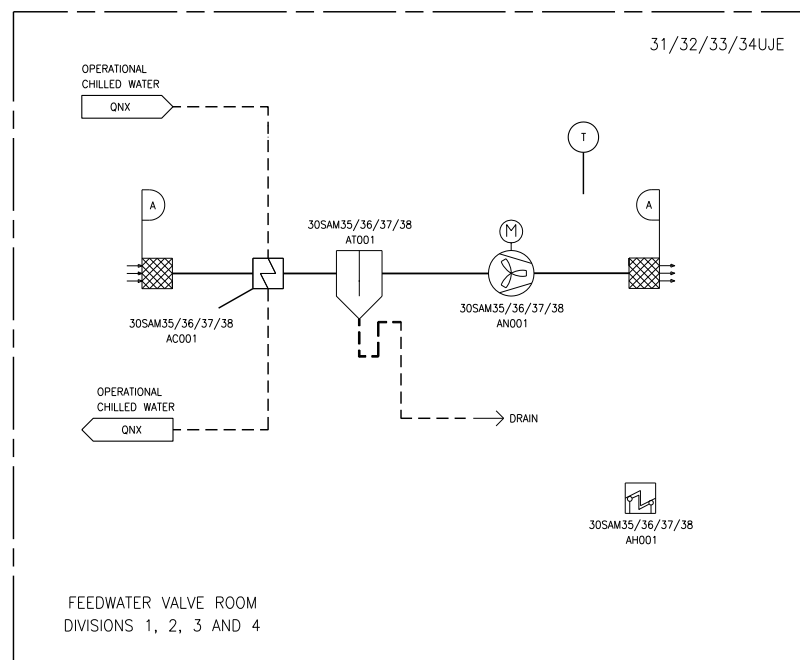 31/32/33/34UJE
OPERATIONAL
CHILLED WATER
QNX
T
A
A
30SAM35/36/37/38
AT001
M
30SAM35/36/37/38
AN001
30SAM35/36/37/38
AC001
OPERATIONAL
CHILLED WATER
QNX
DRAIN
30SAM35/36/37/38
AH001
FEEDWATER VALVE ROOM
DIVISIONS 1, 2, 3 AND 4